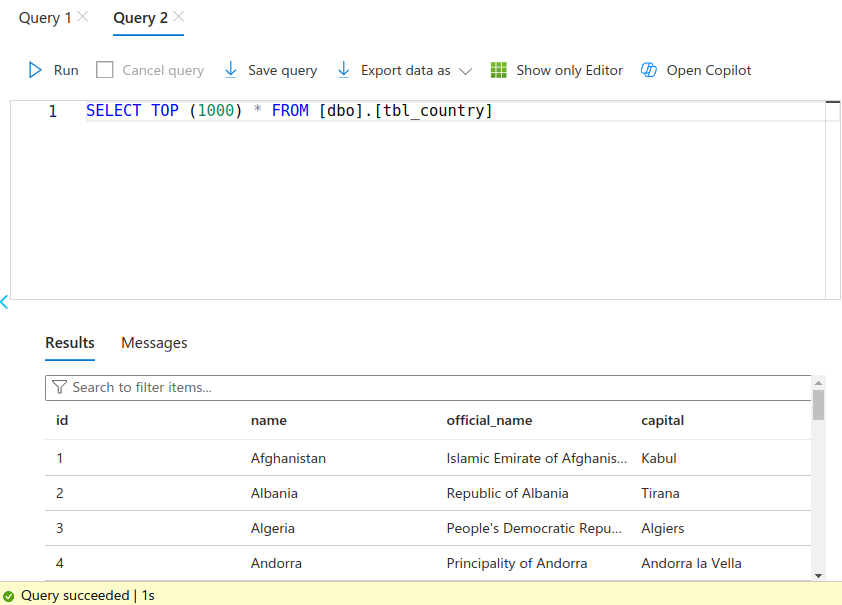 Query 1 Query 2
Run Cancel query Save query Export data as Show only Editor Open Copilot
1 SELECT TOP (1000) * FROM [dbo].[tbl_country]
Results Messages
Search to filter items...
id name official_name capital
1 Afghanistan Islamic Emirate of Afghanis... Kabul
2 Albania Republic of Albania Tirana
3 Algeria People's Democratic Repu... Algiers
4 Andorra Principality of Andorra Andorra la Vella
Query succeeded | 1s